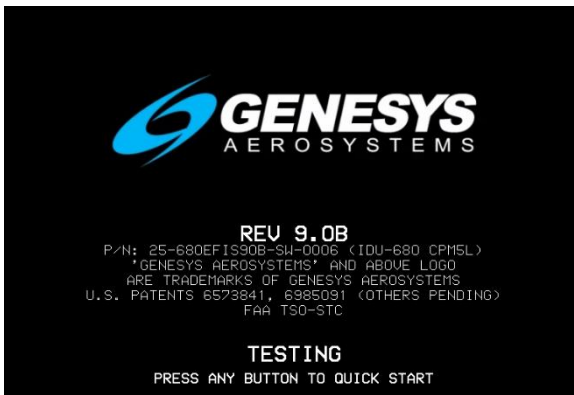 GENESYS
AEROSYSTEMS
REV 9.0B
P/N: 25-680EFIS90B-SW-0006 (IDU-680 CPM5L)
'GENESYS AEROSYSTEMS' AND ABOVE LOGO
ARE TRADEMARKS OF GENESYS AEROSYSTEMS
U.S. PATENTS 6573841, 6985091 (OTHERS PENDING)
FAA TSO-STC
TESTING
PRESS ANY BUTTON TO QUICK START